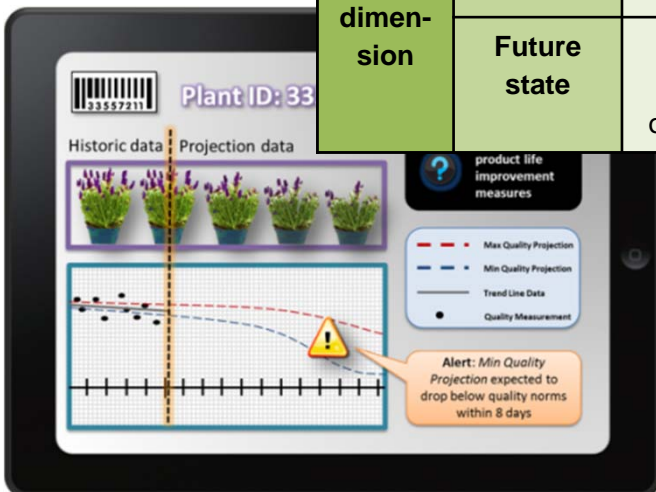 dimen-
sion
Future
state
33557211
Plant ID: 33
Historic data
Projection data
product life
improvement
measures
Max Quality Projection
Min Quality Projection
Trend Line Data
Quality Measurement
Alert: Min Quality
Projection expected to
drop below quality norms
within 8 days